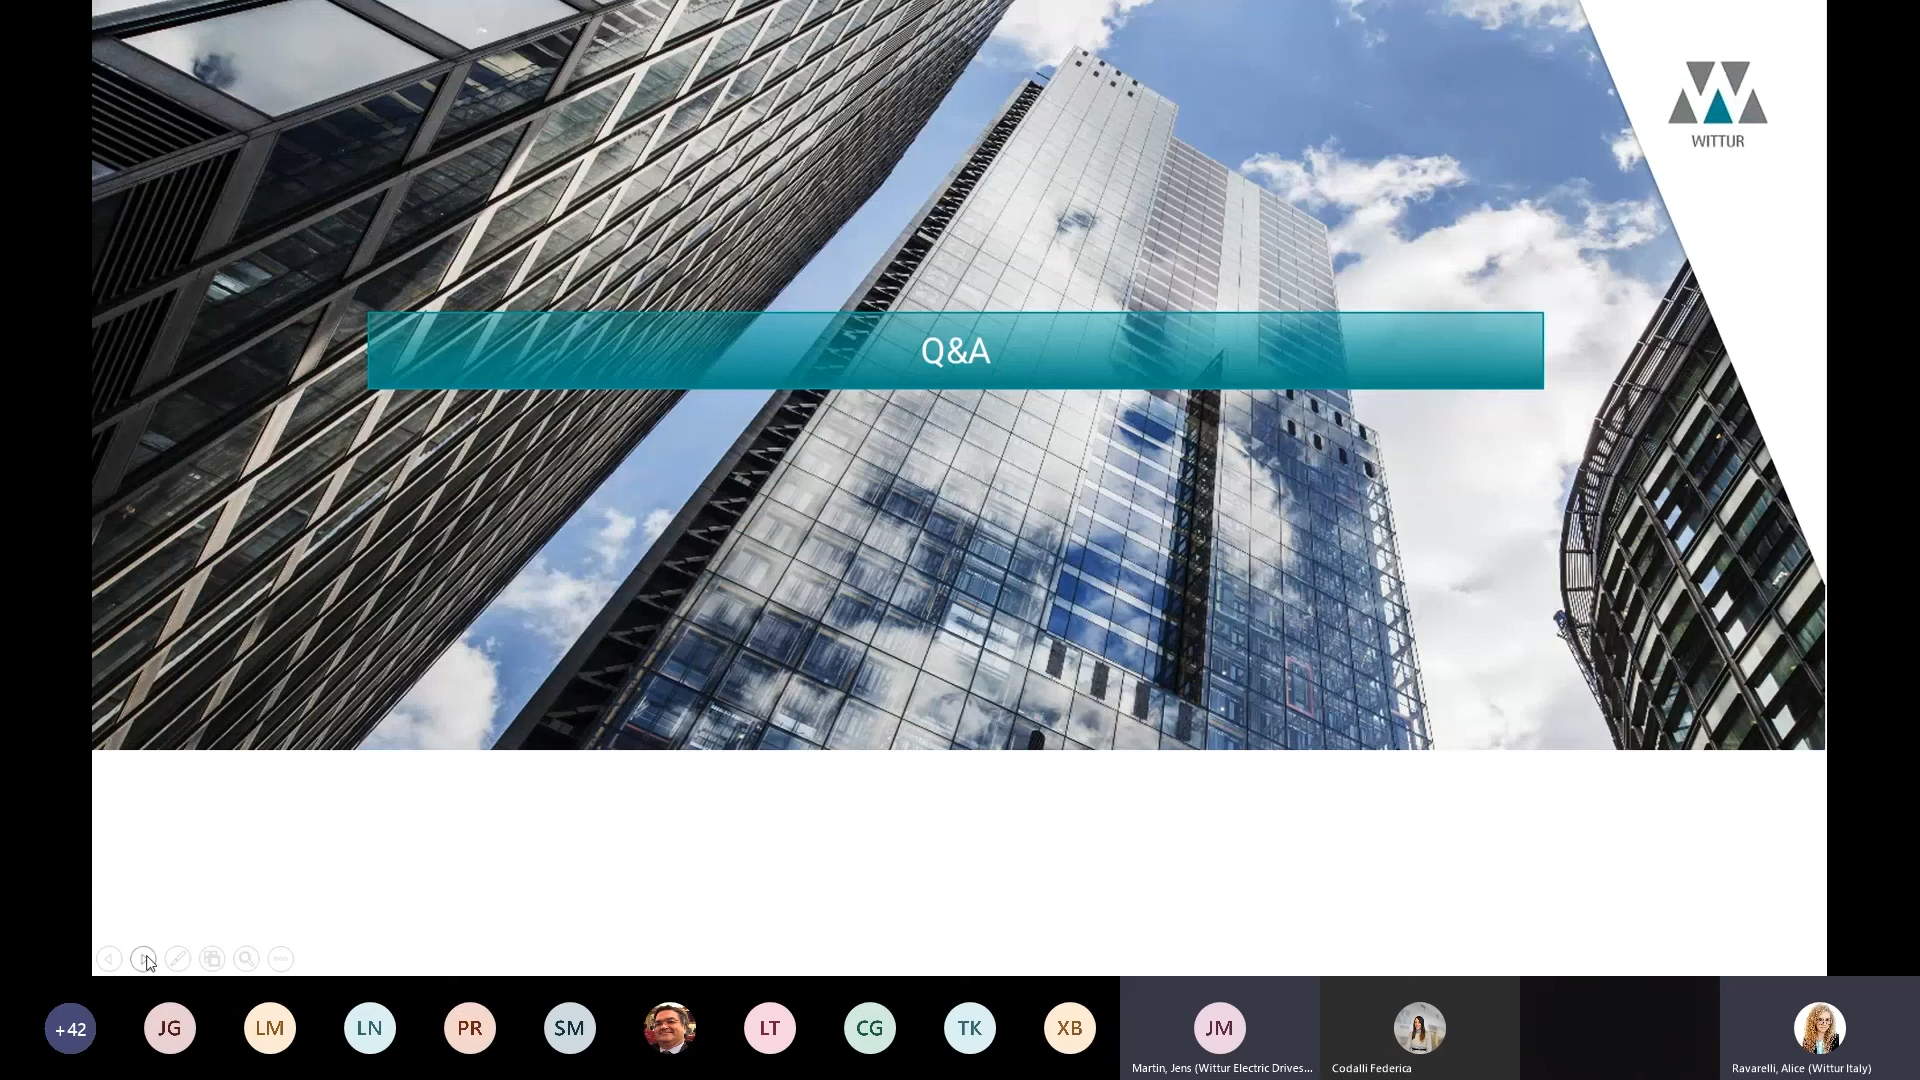 WITTUR
Q&A
+42
JG
LM
LN
PR
SM
LT
CG
TK
XB
JM
Martin, Jens (Wittur Electric Drives...
Codalli Federica
Ravarelli, Alice (Wittur Italy)